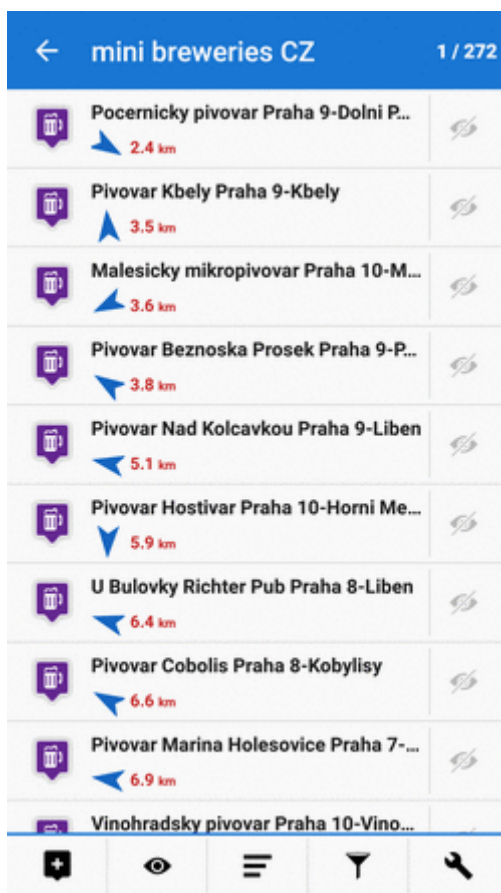 mini breweries CZ 1 / 272
Pocernicky pivovar Praha 9-Dolni P...
2.4 km
Pivovar Kbely Praha 9-Kbely
3.5 km
Malesicky mikropivovar Praha 10-M...
3.6 km
Pivovar Beznoska Prosek Praha 9-P...
3.8 km
Pivovar Nad Kolcavkou Praha 9-Liben
5.1 km
Pivovar Hostivar Praha 10-Horni Me...
5.9 km
U Bulovky Richter Pub Praha 8-Liben
6.4 km
Pivovar Cobolis Praha 8-Kobylisy
6.6 km
Pivovar Marina Holesovice Praha 7-...
6.9 km
Vinohradsky pivovar Praha 10-Vino...